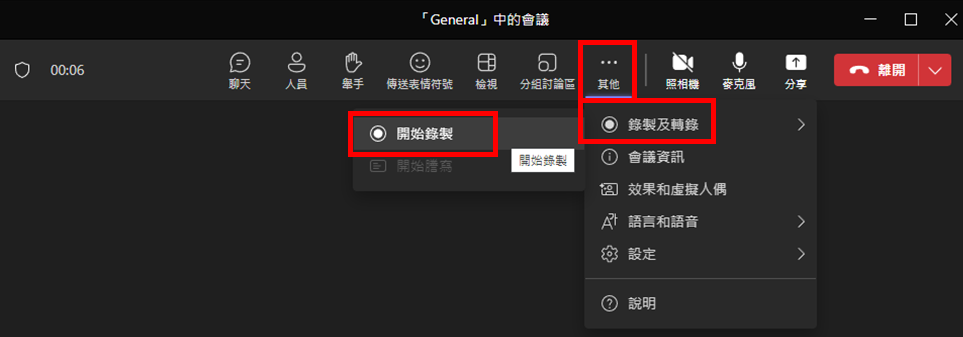 「General」中的會議
00:06
聊天
人員
舉手
傳送表情符號
檢視
分組討論區
其他
照相機
麥克風
分享
離開
開始錄製
開始謄寫
開始錄製
錄製及轉錄
會議資訊
效果和虛擬人偶
語言和語音
設定
說明